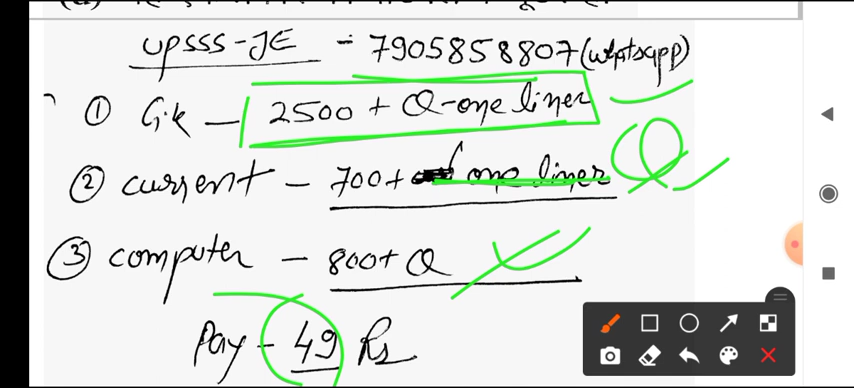 UPSSS-JE - 7905858807 (whatsapp)
① G.K - 2500 + Q-one liner
② current - 700+ one liner Q
③ computer - 800+ Q
Pay - 49 Rs